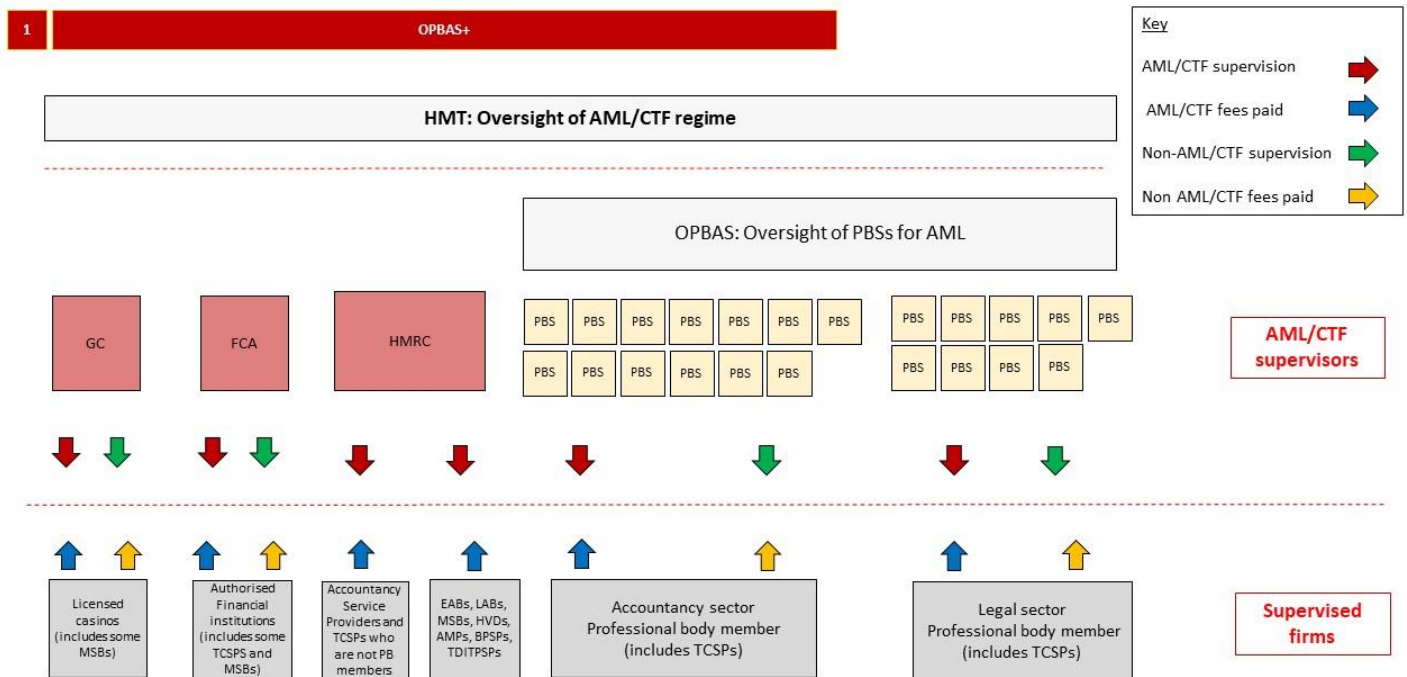 1
OPBAS+
Key
AML/CTF supervision
AML/CTF fees paid
Non-AML/CTF supervision
Non AML/CTF fees paid
HMT: Oversight of AML/CTF regime
OPBAS: Oversight of PBSs for AML
GC
FCA
HMRC
PBS PBS PBS PBS PBS PBS PBS
PBS PBS PBS PBS PBS PBS
PBS PBS PBS PBS PBS
PBS PBS PBS PBS
AML/CTF
supervisors
Licensed
casinos
(includes some
MSBs)
Authorised
Financial
institutions
(includes some
TCSPS and
MSBs)
Accountancy
Service
Providers and
TCSPs who
are not PB
members
EABs, LABs,
MSBs, HVDs,
AMPs, BPSPs,
TDITPSPs
Accountancy sector
Professional body member
(includes TCSPs)
Legal sector
Professional body member
(includes TCSPs)
Supervised
firms